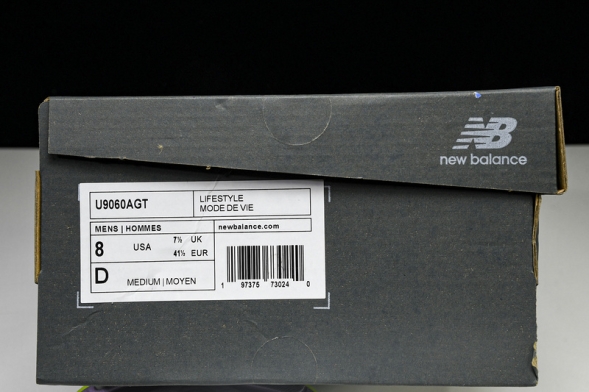 NB
new balance
U9060AGT
LIFESTYLE
MODE DE VIE
MENS | HOMMES
newbalance.com
8 USA 7½ UK
41½ EUR
D MEDIUM | MOYEN
1 97375 73024 0